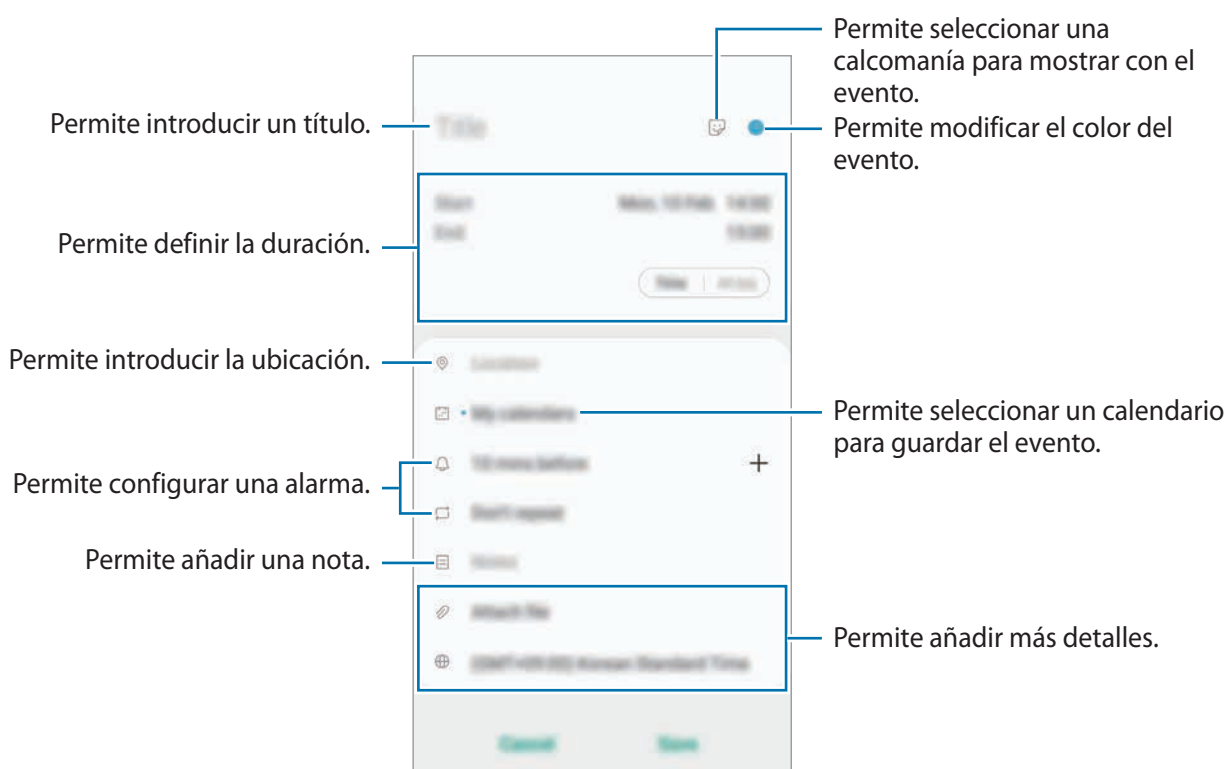 Permite seleccionar una
calcomanía para mostrar con el
evento.
Permite introducir un título.
Title
Permite modificar el color del
evento.
Start
Mon, 10 Feb 14:00
End
15:00
Permite definir la duración.
Permite introducir la ubicación.
Location
My calendars
Permite seleccionar un calendario
para guardar el evento.
10 mins before
Permite configurar una alarma.
Don't repeat
Permite añadir una nota.
Notes
Attach file
Permite añadir más detalles.
(GMT+09:00) Korean Standard Time
Cancel
Save